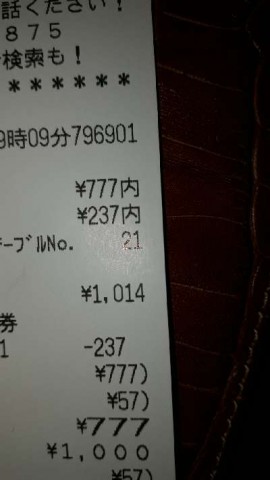 話ください！
875
検索も！
******
9時09分796901
¥777内
¥237内
ｰﾌﾞﾙNo. 21
¥1,014
券
1 -237
¥777)
¥57)
¥777
¥1,000
¥57)